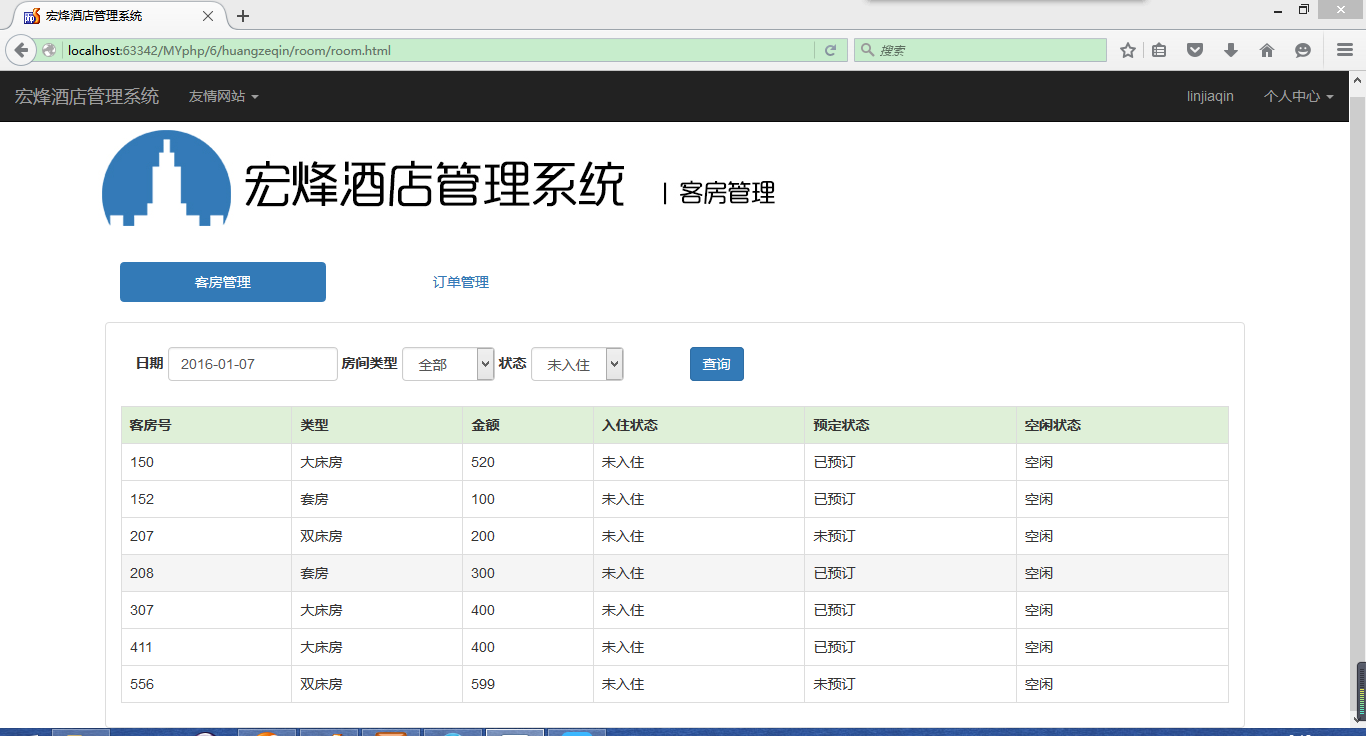 宏烽酒店管理系统
localhost:63342/MYphp/6/huangzeqin/room/room.html 搜索
宏烽酒店管理系统 友情网站 linjiaqin 个人中心
宏烽酒店管理系统 | 客房管理
客房管理 订单管理
日期 2016-01-07 房间类型 全部 状态 未入住 查询
客房号 类型 金额 入住状态 预定状态 空闲状态
150 大床房 520 未入住 已预订 空闲
152 套房 100 未入住 已预订 空闲
207 双床房 200 未入住 未预订 空闲
208 套房 300 未入住 已预订 空闲
307 大床房 400 未入住 已预订 空闲
411 大床房 400 未入住 已预订 空闲
556 双床房 599 未入住 未预订 空闲